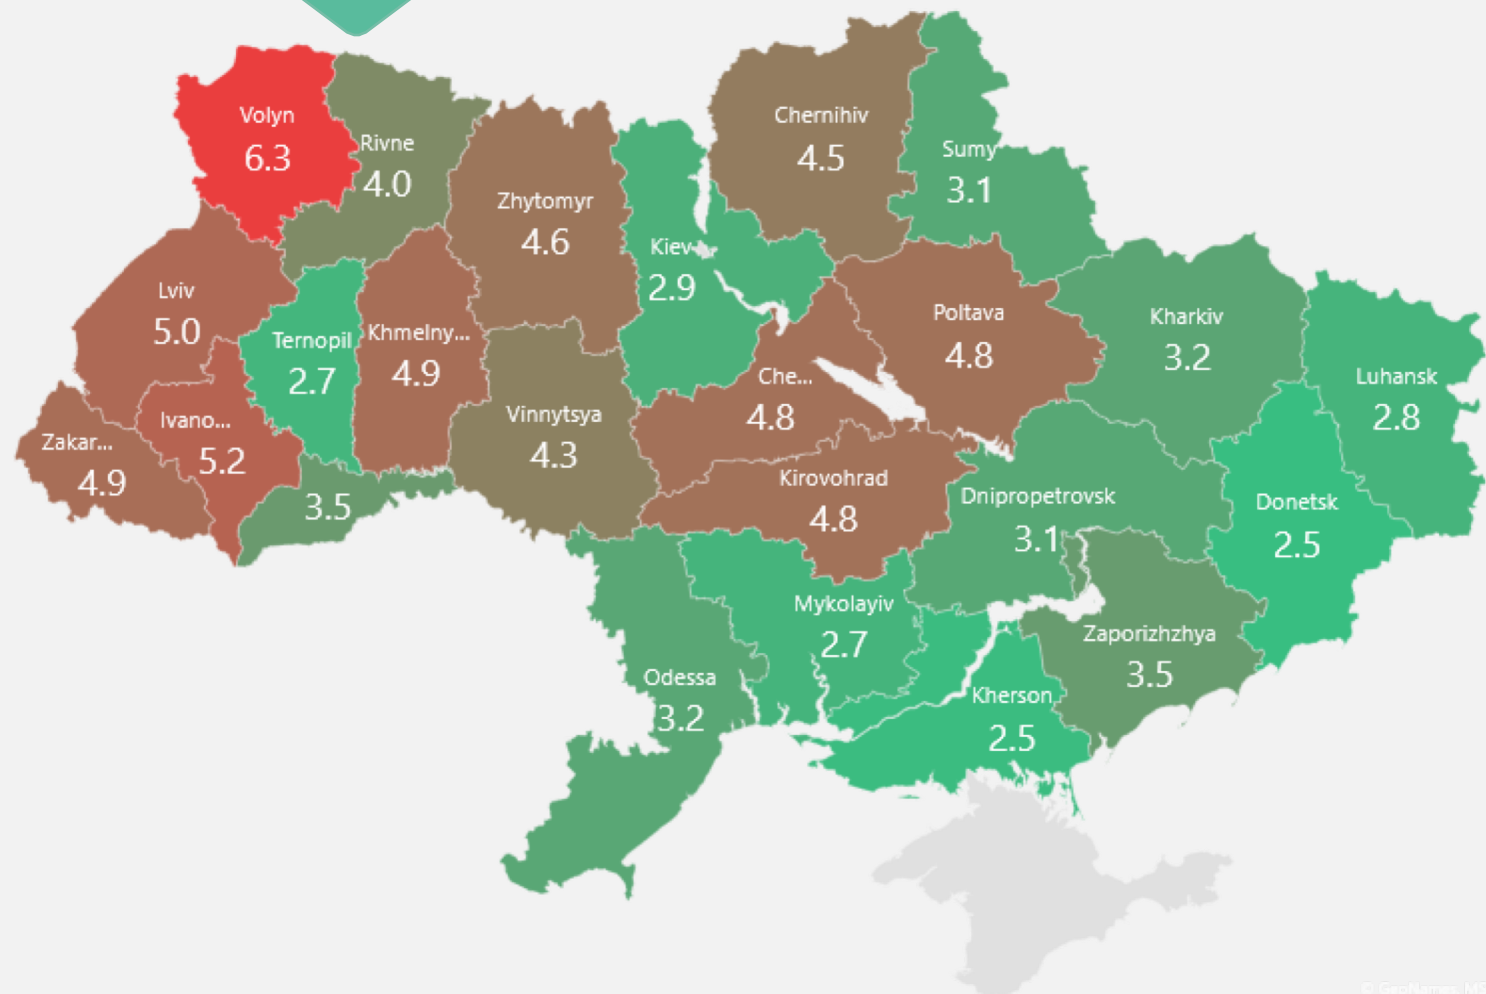 Volyn
6.3
Rivne
4.0
Zhytomyr
4.6
Kiev
2.9
Chernihiv
4.5
Sumy
3.1
Lviv
5.0
Ternopil
2.7
Khmelny...
4.9
Vinnytsya
4.3
Che...
4.8
Poltava
4.8
Kharkiv
3.2
Luhansk
2.8
Zakar...
4.9
Ivano...
5.2
3.5
Kirovohrad
4.8
Dnipropetrovsk
3.1
Donetsk
2.5
Odessa
3.2
Mykolayiv
2.7
Kherson
2.5
Zaporizhzhya
3.5
© GeoNames, MS